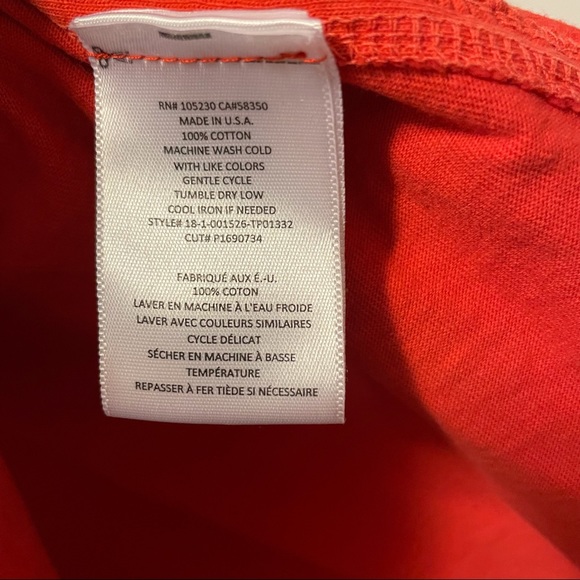 RN# 105230 CA#58350
MADE IN U.S.A.
100% COTTON
MACHINE WASH COLD
WITH LIKE COLORS
GENTLE CYCLE
TUMBLE DRY LOW
COOL IRON IF NEEDED
STYLE# 18-1-001526-TP01332
CUT# P1690734
FABRIQUÉ AUX É.-U.
100% COTON
LAVER EN MACHINE À L'EAU FROIDE
LAVER AVEC COULEURS SIMILAIRES
CYCLE DÉLICAT
SÉCHER EN MACHINE À BASSE
TEMPÉRATURE
REPASSER À FER TIÈDE SI NÉCESSAIRE